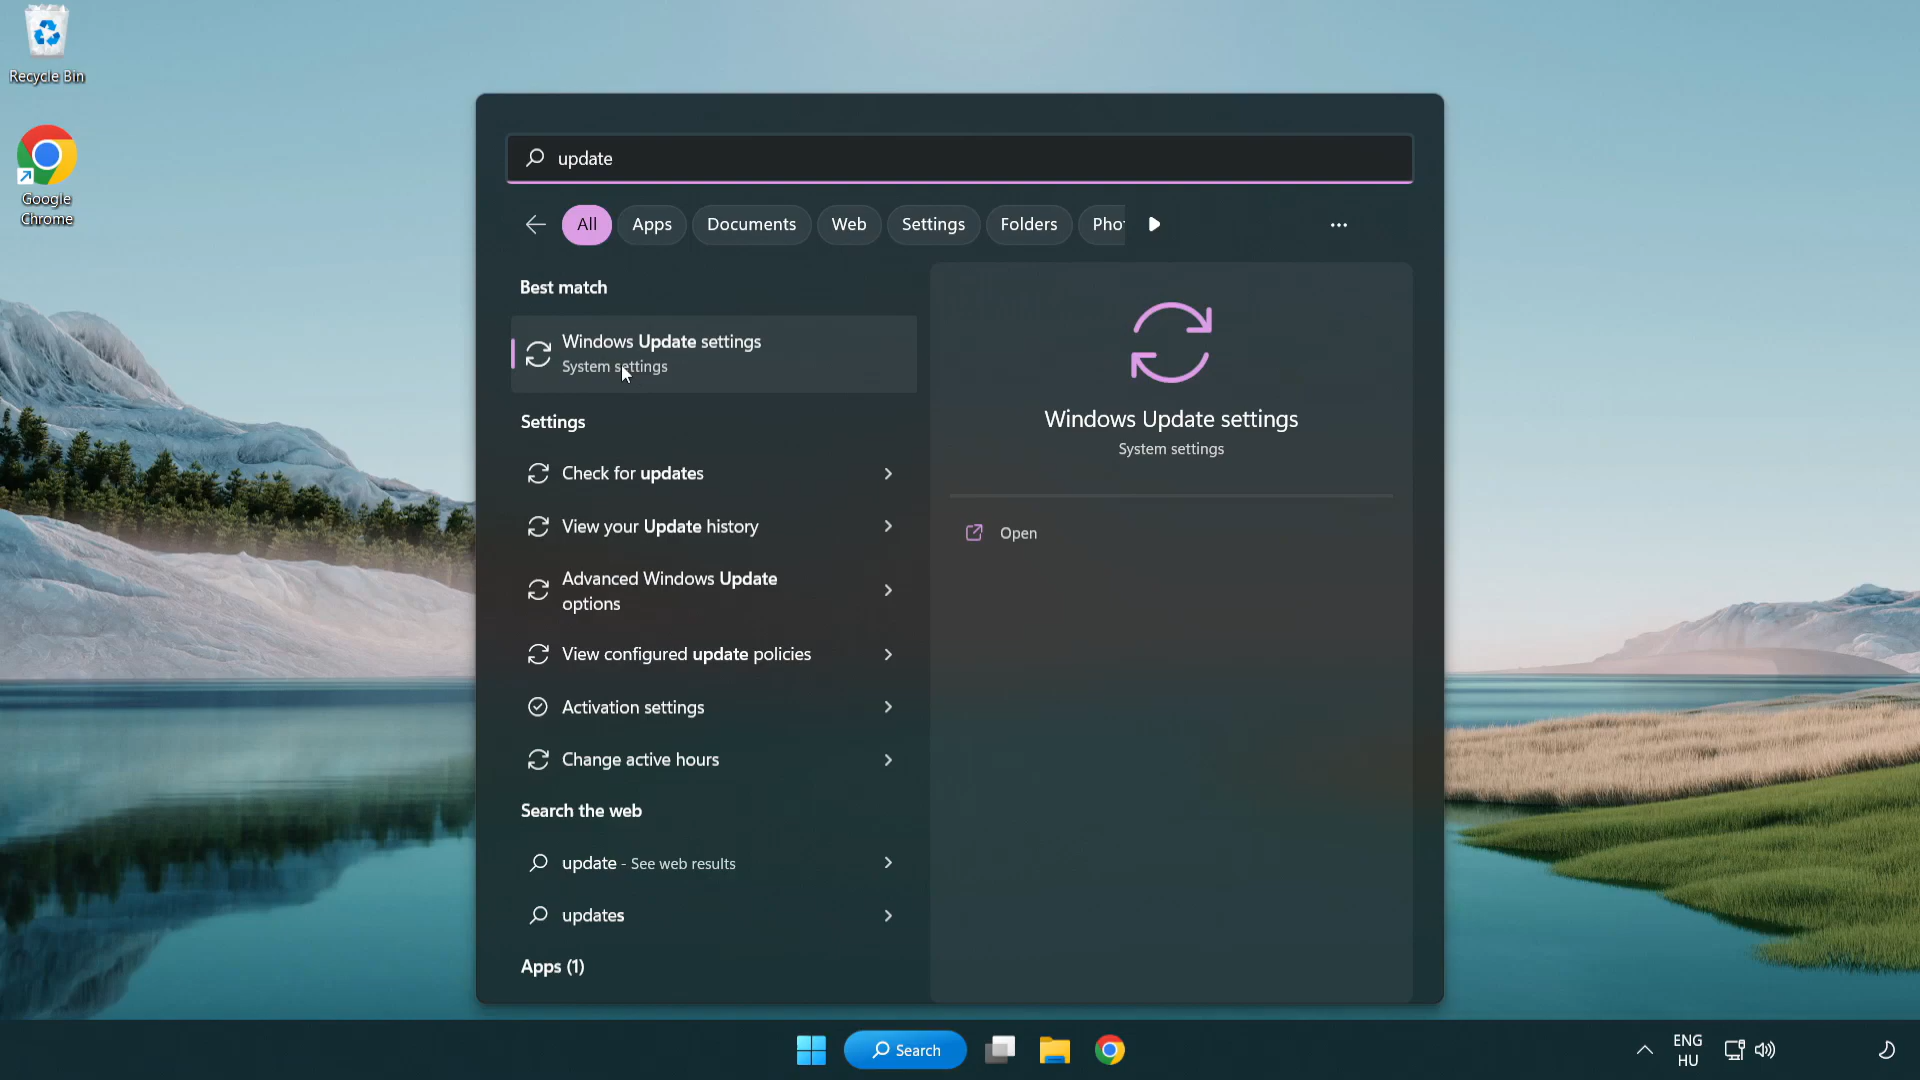 Recycle Bin
Google
Chrome
update
All
Apps
Documents
Web
Settings
Folders
Pho
Best match
Windows Update settings
System settings
Settings
Check for updates
View your Update history
Advanced Windows Update
options
View configured update policies
Activation settings
Change active hours
Search the web
update - See web results
updates
Apps (1)
Windows Update settings
System settings
Open
Search
ENG
HU